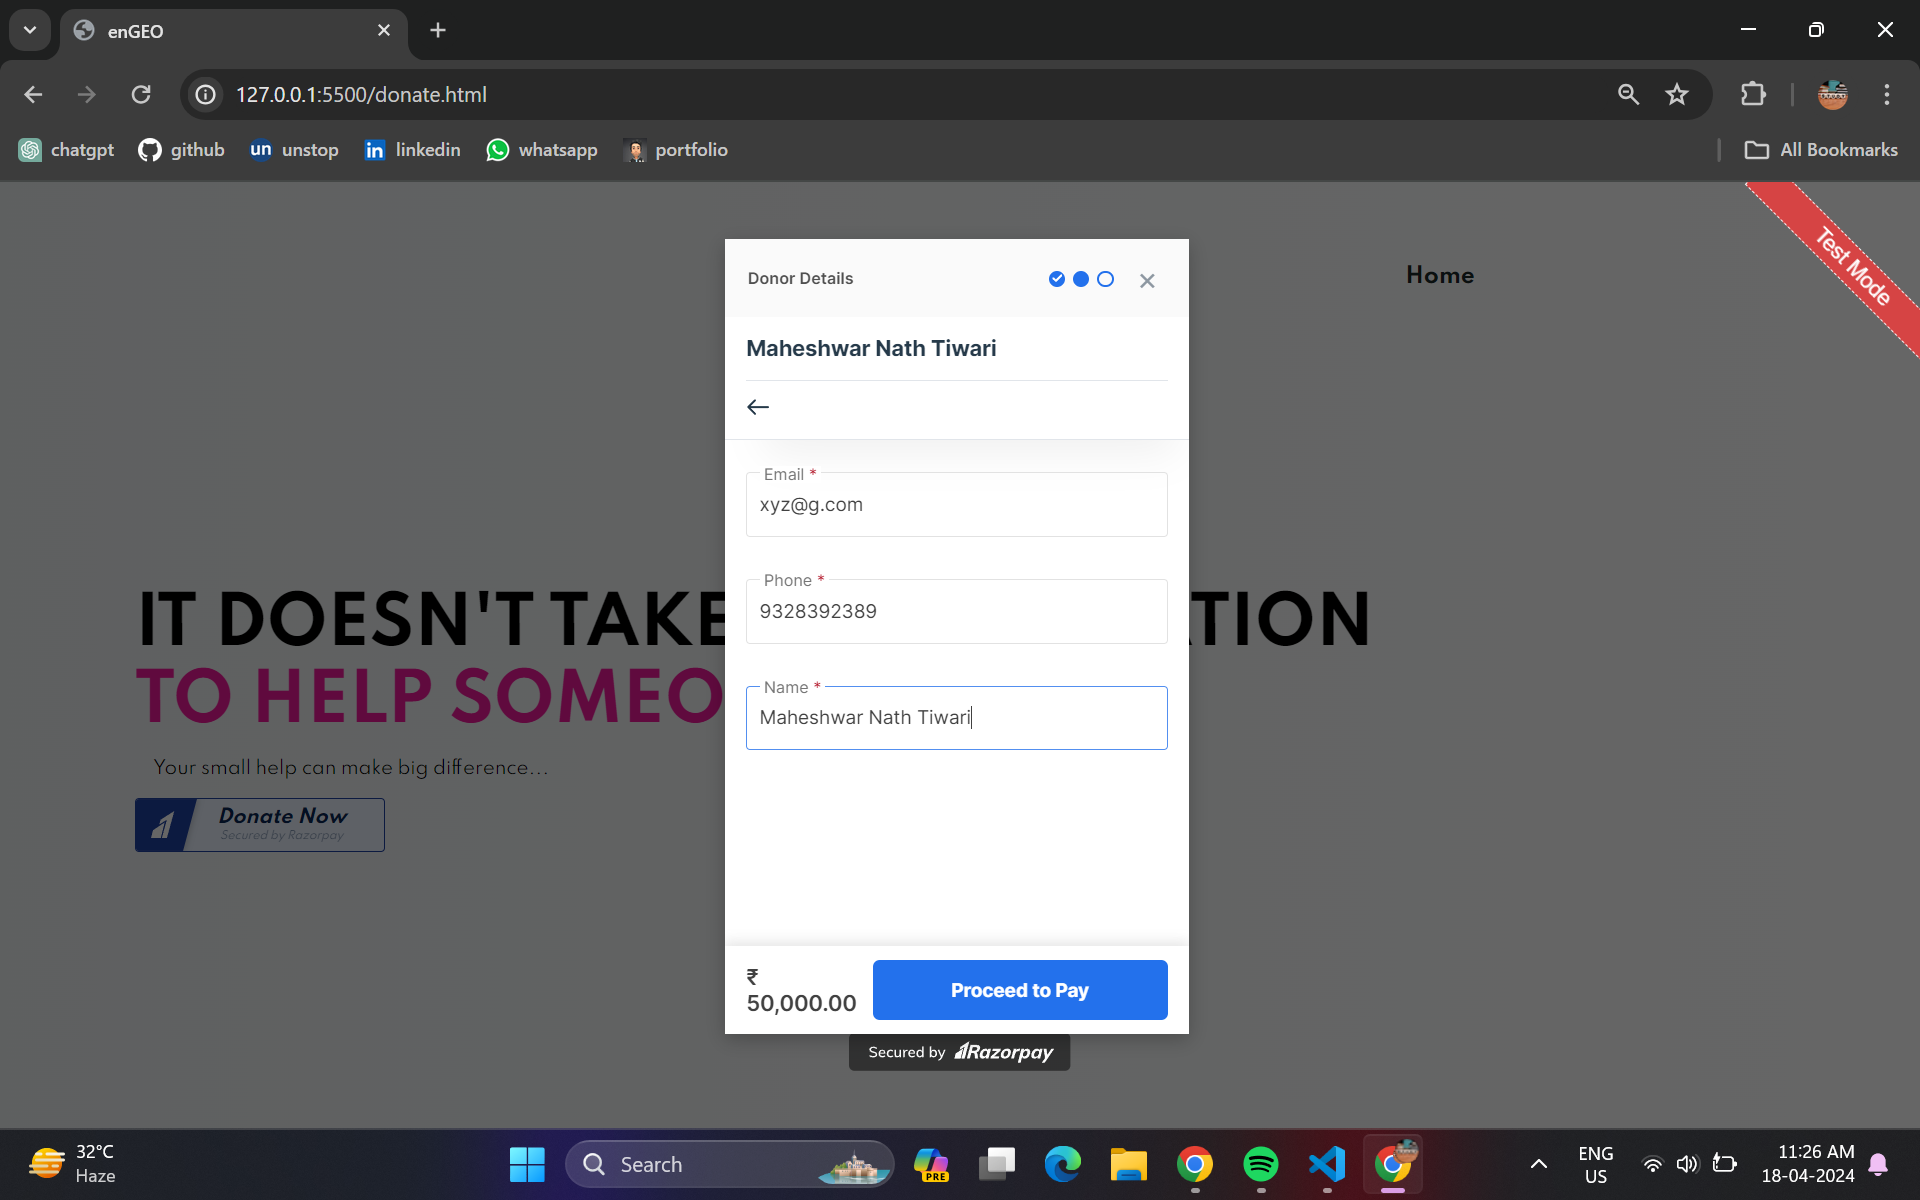 enGEO
127.0.0.1:5500/donate.html
chatgpt
github
un unstop
in linkedin
whatsapp
portfolio
All Bookmarks
Test Mode
Home
Donor Details
Maheshwar Nath Tiwari
Email *
xyz@g.com
Phone *
9328392389
Name *
Maheshwar Nath Tiwari
IT DOESN'T TAKE TION
TO HELP SOMEO
Your small help can make big difference...
Donate Now
Secured by Razorpay
₹
50,000.00
Proceed to Pay
Secured by Razorpay
32°C
Haze
Search
PRE
ENG
US
11:26 AM
18-04-2024